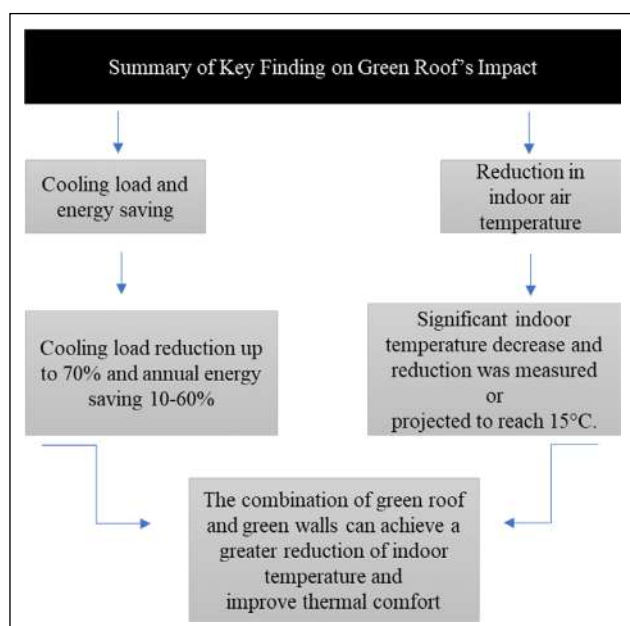 Summary of Key Finding on Green Roof's Impact
Cooling load and
energy saving
Reduction in
indoor air
temperature
Cooling load reduction up
to 70% and annual energy
saving 10-60%
Significant indoor
temperature decrease and
reduction was measured
or
projected to reach 15°C.
The combination of green roof
and green walls can achieve a
greater reduction of indoor
temperature and
improve thermal comfort